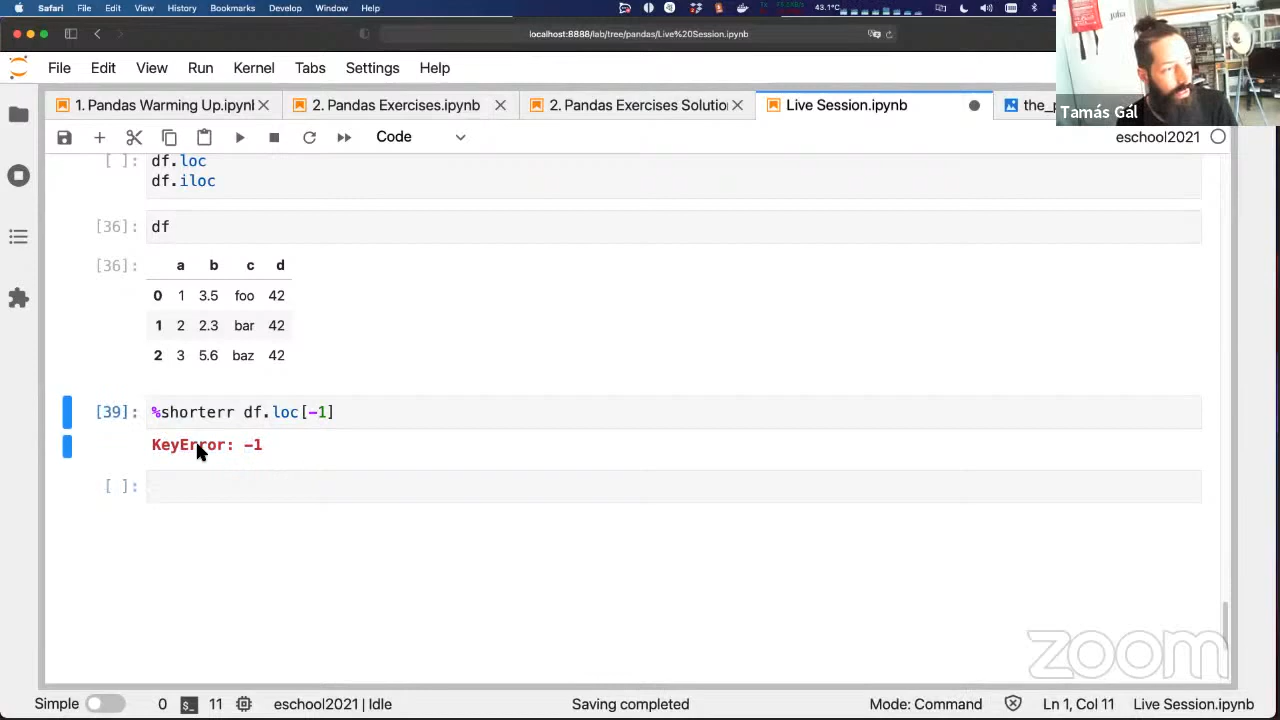 Safari File Edit View History Bookmarks Develop Window Help 43.1°C
localhost:8888/lab/tree/pandas/Live%20Session.ipynb
File Edit View Run Kernel Tabs Settings Help
Tamás Gál
1. Pandas Warming Up.ipynl 2. Pandas Exercises.ipynb 2. Pandas Exercises Solutio Live Session.ipynb the_p
Code eschool2021
[ ]: df.loc
df.iloc
[36]: df
[36]: a b c d
0 1 3.5 foo 42
1 2 2.3 bar 42
2 3 5.6 baz 42
[39]: %shorterr df.loc[-1]
KeyError: -1
[ ]:
zoom
Simple 0 11 eschool2021 | Idle Saving completed Mode: Command Ln 1, Col 11 Live Session.ipynb